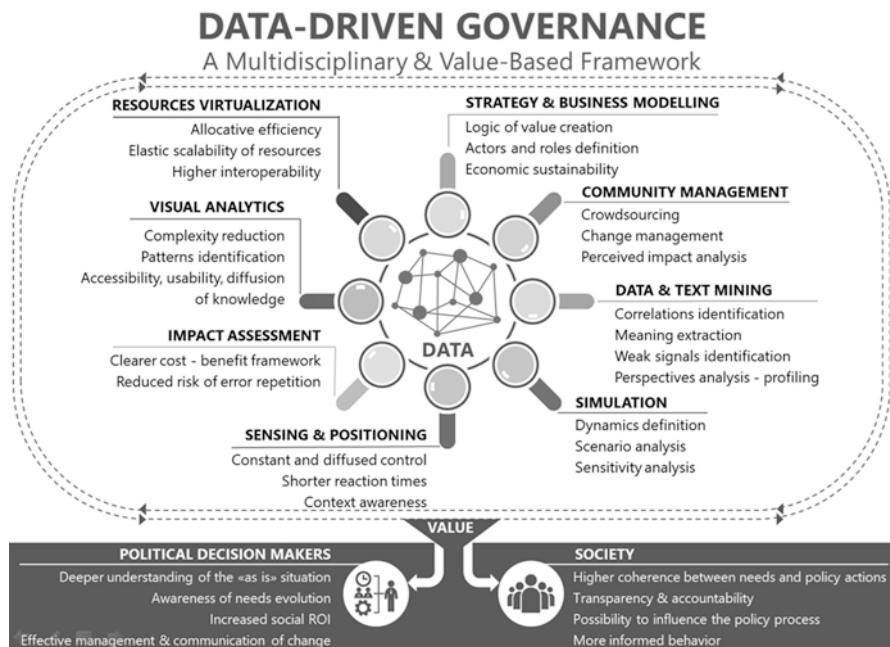 DATA-DRIVEN GOVERNANCE
A Multidisciplinary & Value-Based Framework
RESOURCES VIRTUALIZATION
Allocative efficiency
Elastic scalability of resources
Higher interoperability
STRATEGY & BUSINESS MODELLING
Logic of value creation
Actors and roles definition
Economic sustainability
VISUAL ANALYTICS
Complexity reduction
Patterns identification
Accessibility, usability, diffusion
of knowledge
COMMUNITY MANAGEMENT
Crowdsourcing
Change management
Perceived impact analysis
DATA & TEXT MINING
Correlations identification
Meaning extraction
Weak signals identification
Perspectives analysis - profiling
IMPACT ASSESSMENT
Clearer cost - benefit framework
Reduced risk of error repetition
DATA
SIMULATION
Dynamics definition
Scenario analysis
Sensitivity analysis
SENSING & POSITIONING
Constant and diffused control
Shorter reaction times
Context awareness
VALUE
POLITICAL DECISION MAKERS
Deeper understanding of the «as is» situation
Awareness of needs evolution
Increased social ROI
Effective management & communication of change
SOCIETY
Higher coherence between needs and policy actions
Transparency & accountability
Possibility to influence the policy process
More informed behavior